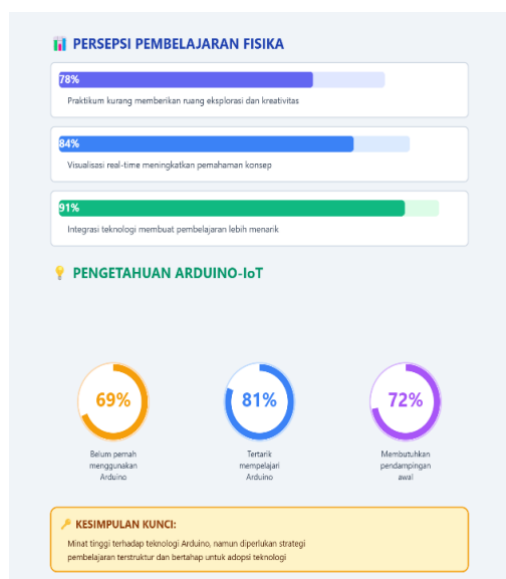 PERSEPSI PEMBELAJARAN FISIKA
78%
Praktikum kurang memberikan ruang eksplorasi dan kreativitas
84%
Visualisasi real-time meningkatkan pemahaman konsep
91%
Integrasi teknologi membuat pembelajaran lebih menarik
PENGETAHUAN ARDUINO-IoT
69%
81%
72%
Belum pernah
menggunakan
Arduino
Tertarik
mempelajari
Arduino
Membutuhkan
pendampingan
awal
KESIMPULAN KUNCI:
Minat tinggi terhadap teknologi Arduino, namun diperlukan strategi
pembelajaran terstruktur dan bertahap untuk adopsi teknologi